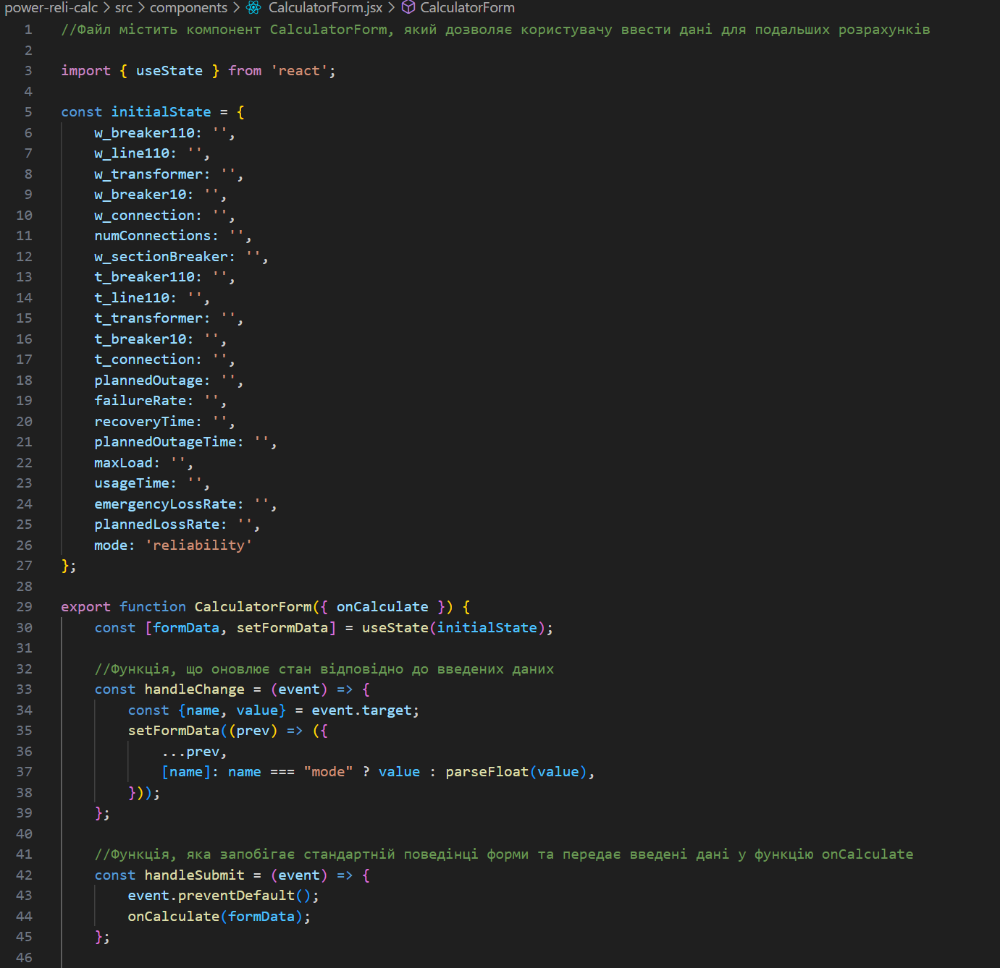 power-reli-calc > src > components > CalculatorForm.jsx > CalculatorForm
1 //Файл містить компонент CalculatorForm, який дозволяє користувачу ввести дані для подальших розрахунків
2
3 import { useState } from 'react';
4
5 const initialState = {
6     w_breaker110: '',
7     w_line110: '',
8     w_transformer: '',
9     w_breaker10: '',
10     w_connection: '',
11     numConnections: '',
12     w_sectionBreaker: '',
13     t_breaker110: '',
14     t_line110: '',
15     t_transformer: '',
16     t_breaker10: '',
17     t_connection: '',
18     plannedOutage: '',
19     failureRate: '',
20     recoveryTime: '',
21     plannedOutageTime: '',
22     maxLoad: '',
23     usageTime: '',
24     emergencyLossRate: '',
25     plannedLossRate: '',
26     mode: 'reliability'
27 };
28
29 export function CalculatorForm({ onCalculate }) {
30     const [formData, setFormData] = useState(initialState);
31
32     //Функція, що оновлює стан відповідно до введених даних
33     const handleChange = (event) => {
34         const {name, value} = event.target;
35         setFormData((prev) => ({
36             ...prev,
37             [name]: name === "mode" ? value : parseFloat(value),
38         }));
39     };
40
41     //Функція, яка запобігає стандартній поведінці форми та передає введені дані у функцію onCalculate
42     const handleSubmit = (event) => {
43         event.preventDefault();
44         onCalculate(formData);
45     };
46